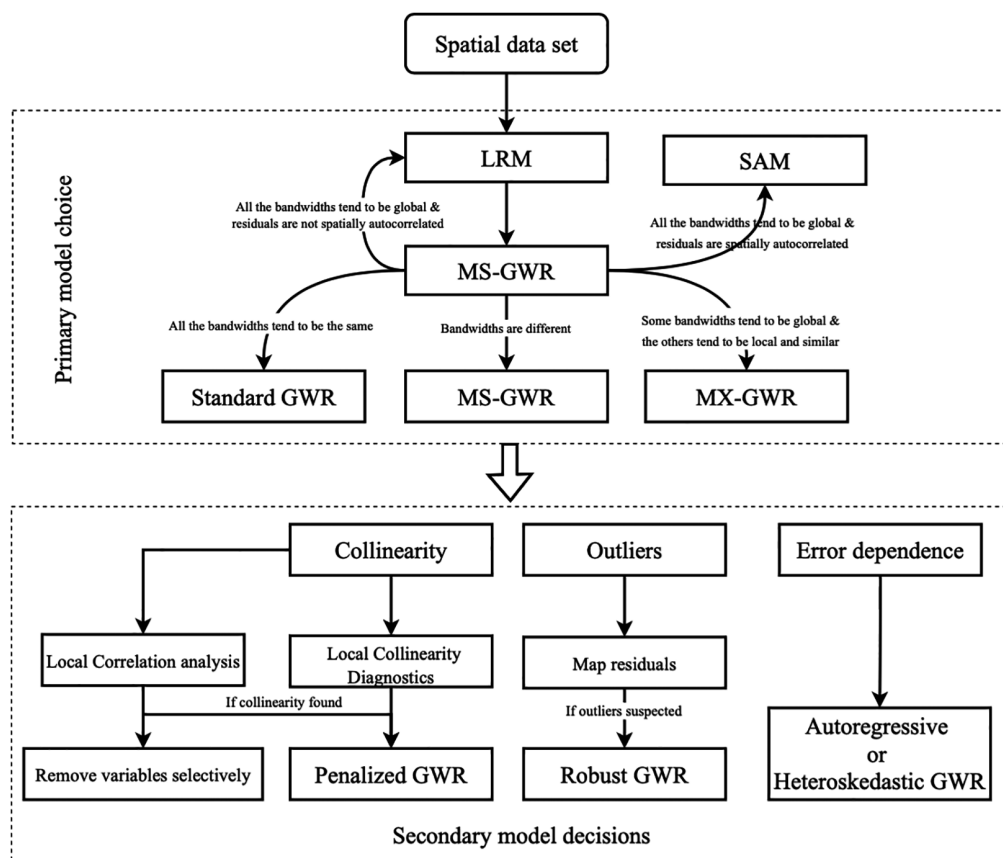 Spatial data set
Primary model choice
LRM
SAM
All the bandwidths tend to be global &
residuals are not spatially autocorrelated
All the bandwidths tend to be global &
residuals are spatially autocorrelated
MS-GWR
All the bandwidths tend to be the same
Bandwidths are different
Some bandwidths tend to be global &
the others tend to be local and similar
Standard GWR
MS-GWR
MX-GWR
Collinearity
Outliers
Error dependence
Local Correlation analysis
Local Collinearity
Diagnostics
Map residuals
If collinearity found
If outliers suspected
Remove variables selectively
Penalized GWR
Robust GWR
Autoregressive
or
Heteroskedastic GWR
Secondary model decisions